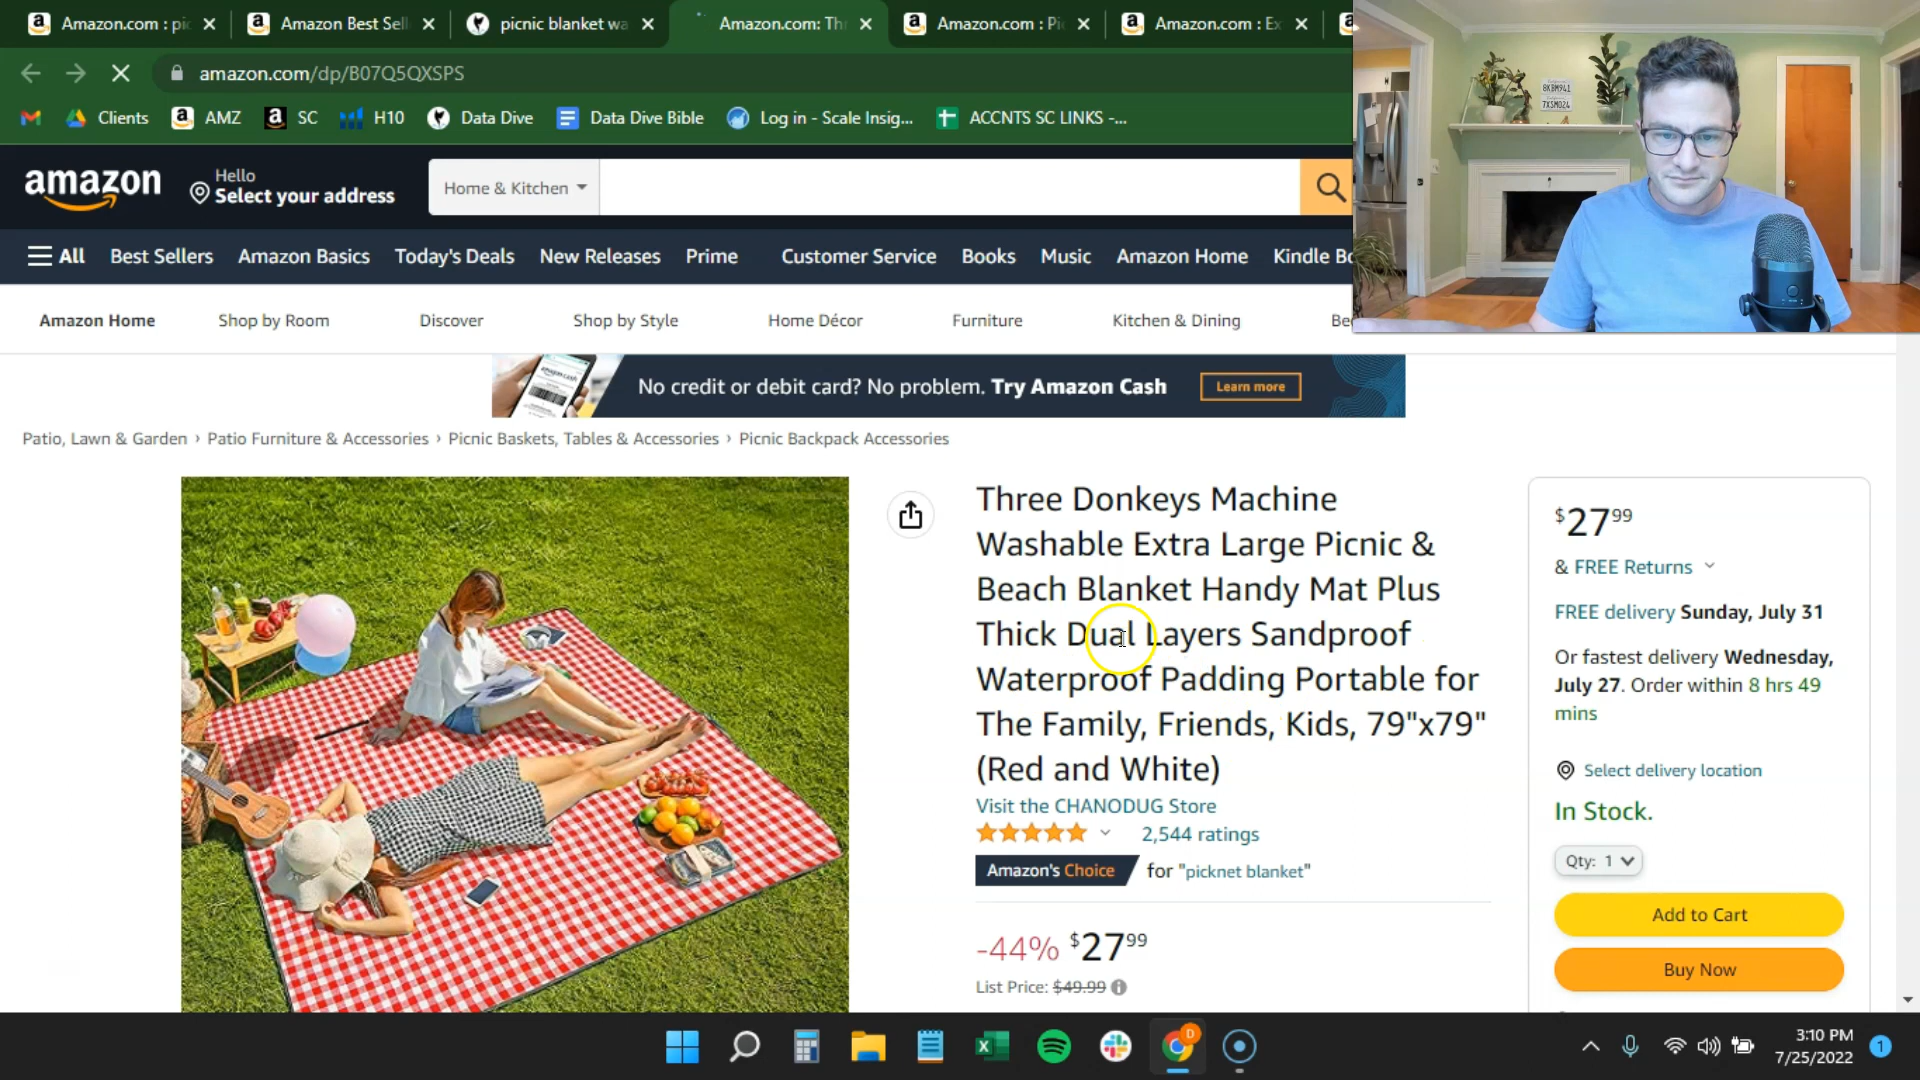 Amazon.com : pic
Amazon Best Sell
picnic blanket wa
Amazon.com: Thr
Amazon.com : Pi
Amazon.com : Ex
amazon.com/dp/B07Q5QXSPS
Clients
AMZ
SC
H10
Data Dive
Data Dive Bible
Log in - Scale Insig...
ACCNTS SC LINKS -...
8KBM941
7XSM024
amazon
Hello
Select your address
Home & Kitchen
All
Best Sellers
Amazon Basics
Today's Deals
New Releases
Prime
Customer Service
Books
Music
Amazon Home
Kindle Bo
Amazon Home
Shop by Room
Discover
Shop by Style
Home Décor
Furniture
Kitchen & Dining
Be
amazon cash
No credit or debit card? No problem. Try Amazon Cash
Learn more
Patio, Lawn & Garden › Patio Furniture & Accessories › Picnic Baskets, Tables & Accessories › Picnic Backpack Accessories
Three Donkeys Machine
Washable Extra Large Picnic &
Beach Blanket Handy Mat Plus
Thick Dual Layers Sandproof
Waterproof Padding Portable for
The Family, Friends, Kids, 79"x79"
(Red and White)
Visit the CHANODUG Store
2,544 ratings
Amazon's Choice for "picknet blanket"
-44% $27 99
List Price: $49.99
$27 99
& FREE Returns
FREE delivery Sunday, July 31
Or fastest delivery Wednesday,
July 27. Order within 8 hrs 49
mins
Select delivery location
In Stock.
Qty: 1
Add to Cart
Buy Now
D
3:10 PM
7/25/2022
1